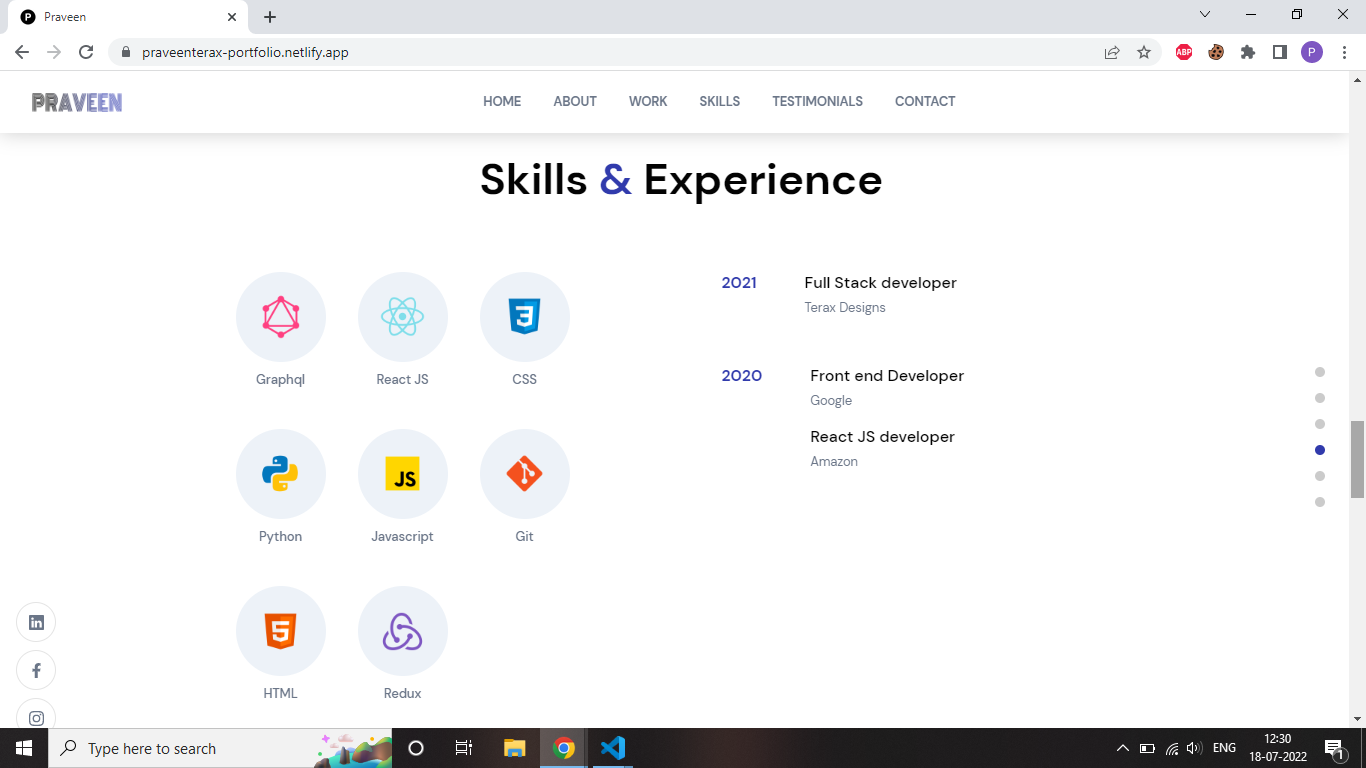 Praveen
praveenterax-portfolio.netlify.app
ABP
P
PRAVEEN
HOME ABOUT WORK SKILLS TESTIMONIALS CONTACT
Skills & Experience
Graphql React JS CSS
Python Javascript Git
HTML Redux
JS
2021 Full Stack developer
Terax Designs
2020 Front end Developer
Google
React JS developer
Amazon
Type here to search
ENG
12:30
18-07-2022
1